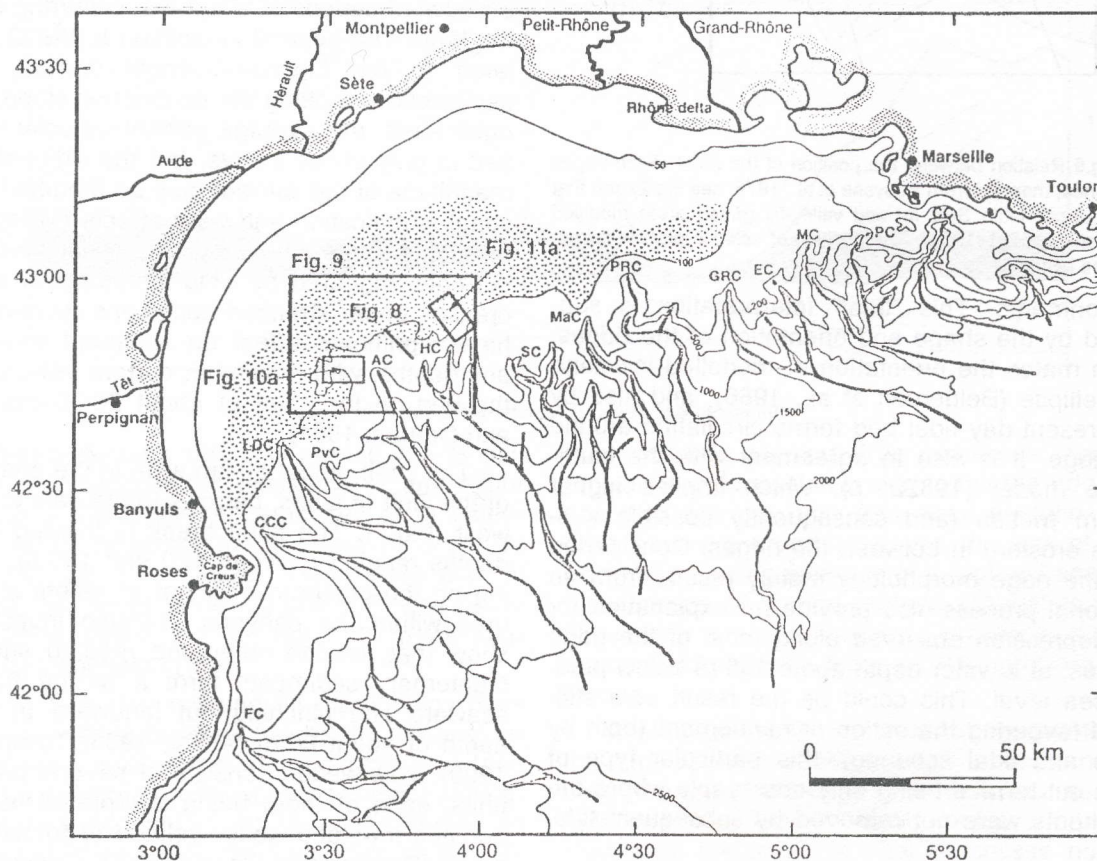 Montpellier
Petit-Rhône
Grand-Rhône
43°30'
Hérault
Sète
Rhône delta
Aude
50
Marseille
Toulon
CC
PC
MC
Fig. 11a
Fig. 9
43°00'
100
PRC
EC
GRC
200
Fig. 8
MaC
HC
AC
SC
Fig. 10a
1000
1500
Têt
Perpignan
LDC
PvC
2000
42°30'
Banyuls
CCC
Roses
Cap de
Creus
42°00'
FC
0 50 km
2500
3°00' 3°30' 4°00' 4°30' 5°00' 5°30'